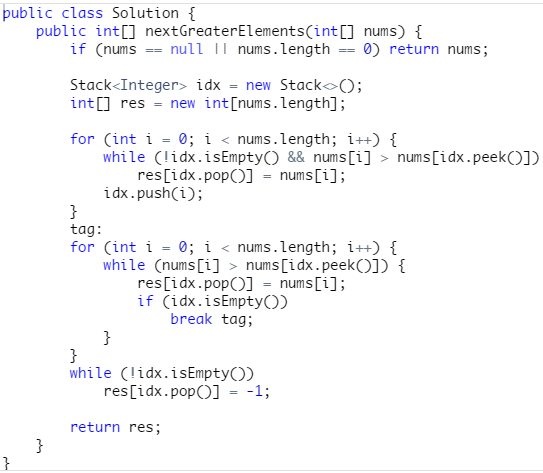 public class Solution {
    public int[] nextGreaterElements(int[] nums) {
        if (nums == null || nums.length == 0) return nums;

        Stack<Integer> idx = new Stack<>();
        int[] res = new int[nums.length];

        for (int i = 0; i < nums.length; i++) {
            while (!idx.isEmpty() && nums[i] > nums[idx.peek()])
                res[idx.pop()] = nums[i];
            idx.push(i);
        }
        tag:
        for (int i = 0; i < nums.length; i++) {
            while (nums[i] > nums[idx.peek()]) {
                res[idx.pop()] = nums[i];
                if (idx.isEmpty())
                    break tag;
            }
        }
        while (!idx.isEmpty())
            res[idx.pop()] = -1;

        return res;
    }
}